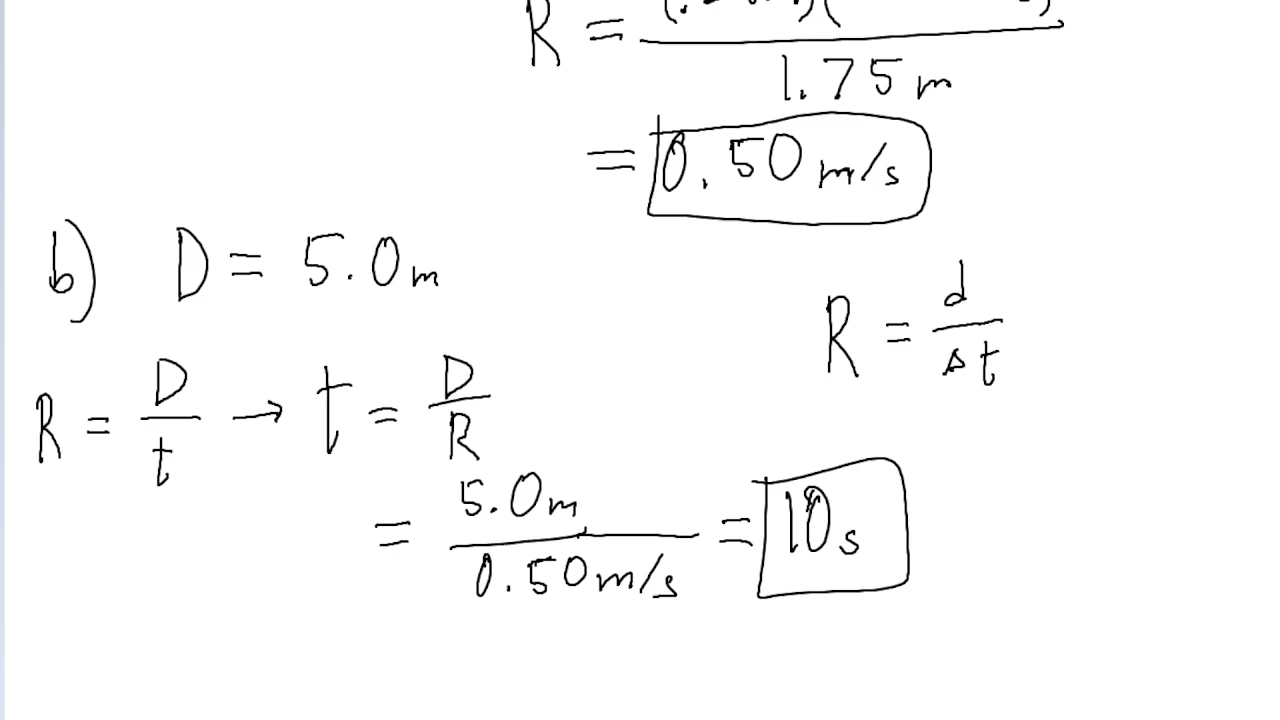 R =
1.75 m
= 0.50 m/s
b) D = 5.0 m
R = d / Δt
R = D / t → t = D / R
= 5.0 m / 0.50 m/s = 10 s